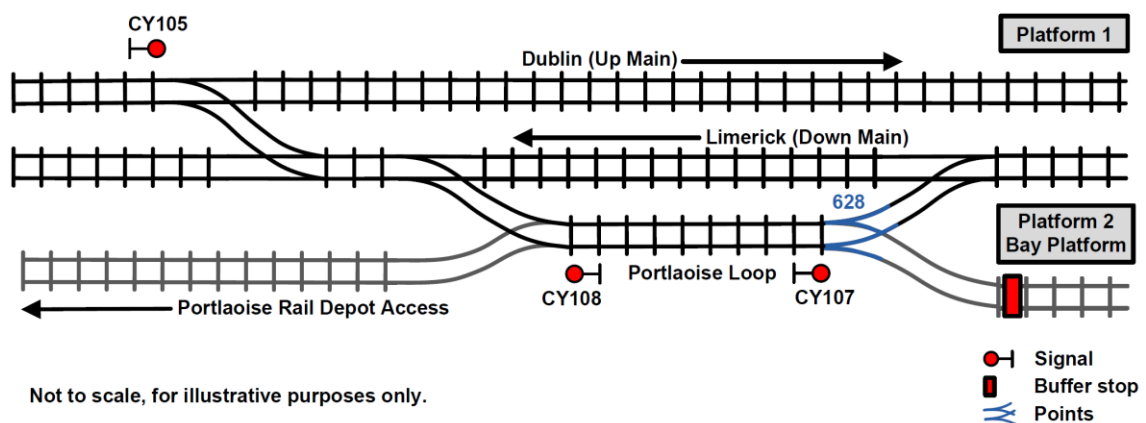 CY105
Platform 1
Dublin (Up Main)
Limerick (Down Main)
628
Platform 2
Bay Platform
Portlaoise Loop
CY108
CY107
Portlaoise Rail Depot Access
Signal
Buffer stop
Points
Not to scale, for illustrative purposes only.